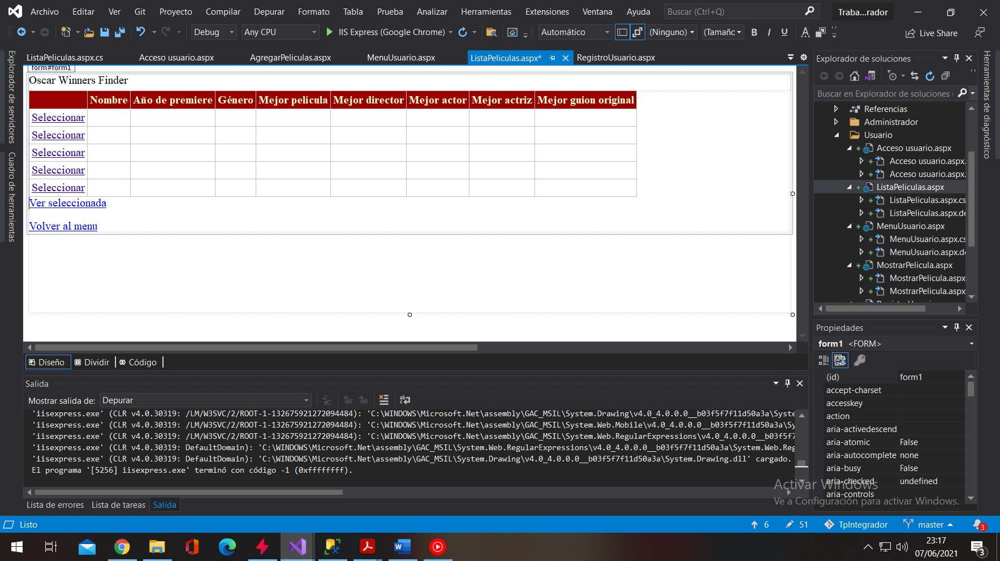 Archivo Editar Ver Git Proyecto Compilar Depurar Formato Tabla Prueba Analizar Herramientas Extensiones Ventana Ayuda Buscar (Ctrl+Q) Traba...rador
Debug Any CPU IIS Express (Google Chrome) Automático (Ninguno) (Tamañc B I U A Live Share
ListaPeliculas.aspx.cs Acceso usuario.aspx AgregarPeliculas.aspx MenuUsuario.aspx ListaPeliculas.aspx* RegistroUsuario.aspx
Explorador de servidores
Cuadro de herramientas
form#form1
Oscar Winners Finder
Nombre Año de premiere Género Mejor película Mejor director Mejor actor Mejor actriz Mejor guion original
Seleccionar
Seleccionar
Seleccionar
Seleccionar
Seleccionar
Ver seleccionada
Volver al menu
Diseño Dividir Código
Salida
Mostrar salida de: Depurar
'iisexpress.exe' (CLR v4.0.30319: /LM/W3SVC/2/ROOT-1-132675921272094484): 'C:\WINDOWS\Microsoft.Net\assembly\GAC_MSIL\System.Drawing\v4.0_4.0.0.0__b03f5f7f11d50a3a\Syste
'iisexpress.exe' (CLR v4.0.30319: /LM/W3SVC/2/ROOT-1-132675921272094484): 'C:\WINDOWS\Microsoft.Net\assembly\GAC_MSIL\System.Web.Mobile\v4.0_4.0.0.0__b03f5f7f11d50a3a\Sy
'iisexpress.exe' (CLR v4.0.30319: /LM/W3SVC/2/ROOT-1-132675921272094484): 'C:\WINDOWS\Microsoft.Net\assembly\GAC_MSIL\System.Web.RegularExpressions\v4.0_4.0.0.0__b03f5f7
'iisexpress.exe' (CLR v4.0.30319: DefaultDomain): 'C:\WINDOWS\Microsoft.Net\assembly\GAC_MSIL\System.Web.RegularExpressions\v4.0_4.0.0.0__b03f5f7f11d50a3a\System.Web.Reg
'iisexpress.exe' (CLR v4.0.30319: DefaultDomain): 'C:\WINDOWS\Microsoft.Net\assembly\GAC_MSIL\System.Drawing\v4.0_4.0.0.0__b03f5f7f11d50a3a\System.Drawing.dll' cargado.
El programa '[5256] iisexpress.exe' terminó con código -1 (0xffffffff).
Lista de errores Lista de tareas Salida
Explorador de soluciones
Buscar en Explorador de soluciones (
Referencias
Administrador
Usuario
Acceso usuario.aspx
Acceso usuario.aspx.
Acceso usuario.aspx.
ListaPeliculas.aspx
ListaPeliculas.aspx.cs
ListaPeliculas.aspx.de
MenuUsuario.aspx
MenuUsuario.aspx.cs
MenuUsuario.aspx.de
MostrarPelicula.aspx
MostrarPelicula.aspx
MostrarPelicula.aspx
Herramientas de diagnóstico
Propiedades
form1 <FORM>
(id) form1
accept-charset
accesskey
action
aria-activedescend
aria-atomic False
aria-autocomplete none
aria-busy False
aria-checked undefined
aria-controls
Activar Windows
Ve a Configuración para activar Windows.
Listo 6 51 TpIntegrador master 3
23:17
07/06/2021
3